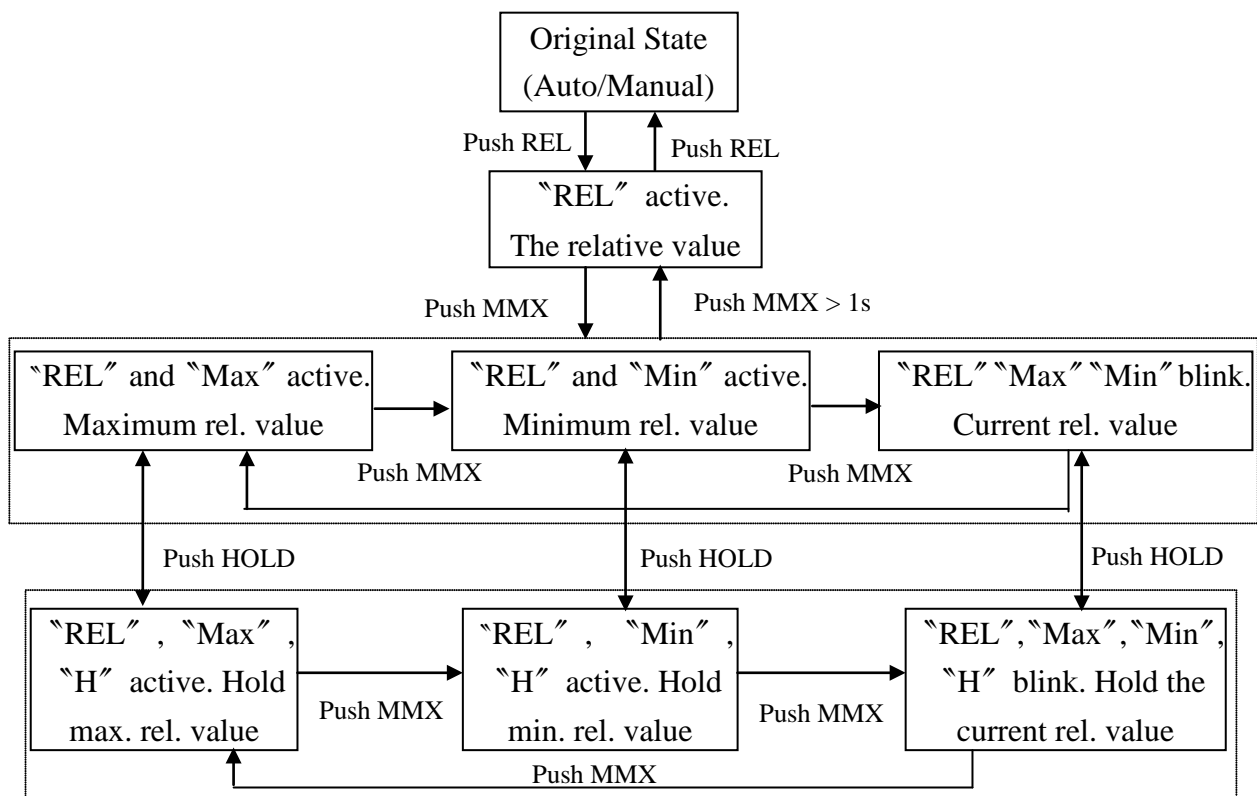 Original State
(Auto/Manual)
Push REL
Push REL
〝REL〞 active.
The relative value
Push MMX
Push MMX > 1s
〝REL〞 and 〝Max〞 active.
Maximum rel. value
〝REL〞 and 〝Min〞 active.
Minimum rel. value
〝REL〞〝Max〞〝Min〞 blink.
Current rel. value
Push MMX
Push MMX
Push HOLD
Push HOLD
Push HOLD
〝REL〞, 〝Max〞,
〝H〞 active. Hold
max. rel. value
〝REL〞, 〝Min〞,
〝H〞 active. Hold
min. rel. value
〝REL〞,〝Max〞,〝Min〞,
〝H〞 blink. Hold the
current rel. value
Push MMX
Push MMX
Push MMX